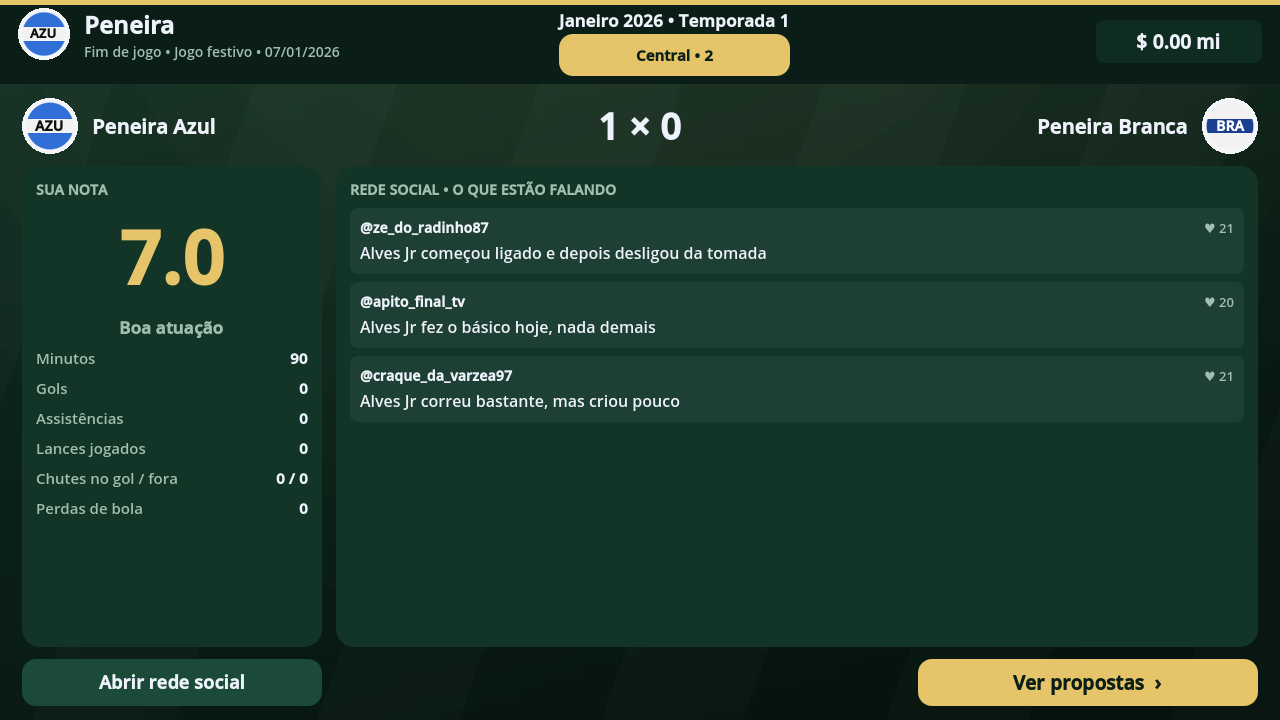 AZU
Peneira
Fim de jogo • Jogo festivo • 07/01/2026
Janeiro 2026 • Temporada 1
Central • 2
$ 0.00 mi
AZU
Peneira Azul
1 × 0
Peneira Branca
BRA
SUA NOTA
7.0
Boa atuação
Minutos 90
Gols 0
Assistências 0
Lances jogados 0
Chutes no gol / fora 0 / 0
Perdas de bola 0
REDE SOCIAL • O QUE ESTÃO FALANDO
@ze_do_radinho87 ♥ 21
Alves Jr começou ligado e depois desligou da tomada
@apito_final_tv ♥ 20
Alves Jr fez o básico hoje, nada demais
@craque_da_varzea97 ♥ 21
Alves Jr correu bastante, mas criou pouco
Abrir rede social
Ver propostas ›